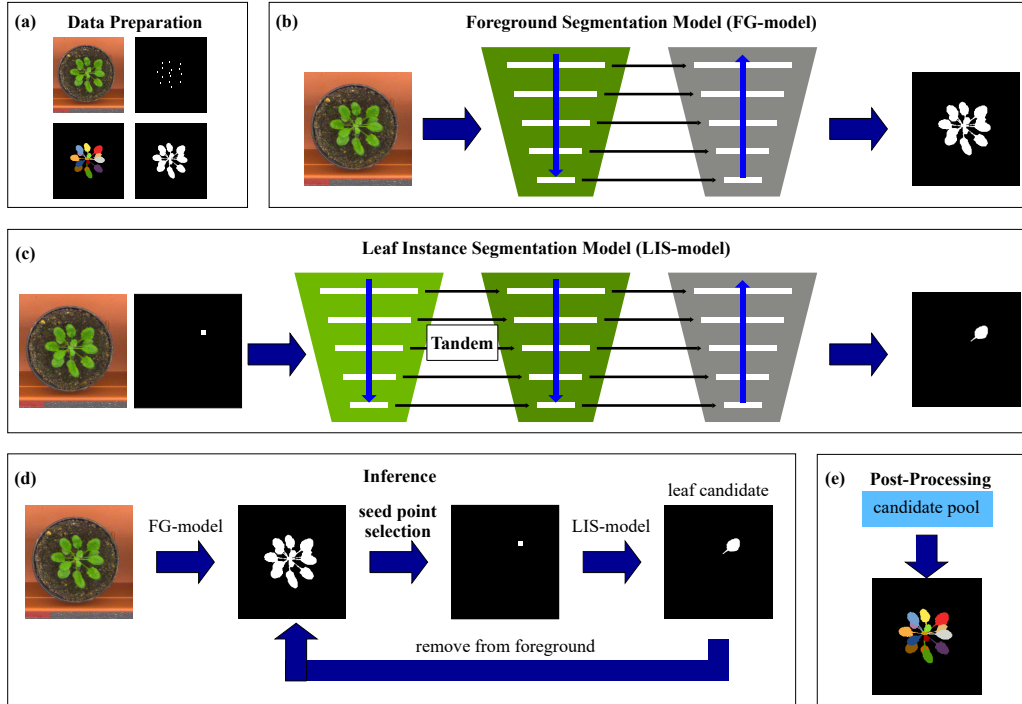 (a) Data Preparation
(b) Foreground Segmentation Model (FG-model)
(c) Leaf Instance Segmentation Model (LIS-model)
Tandem
(d) Inference
FG-model
seed point
selection
LIS-model
leaf candidate
remove from foreground
(e) Post-Processing
candidate pool